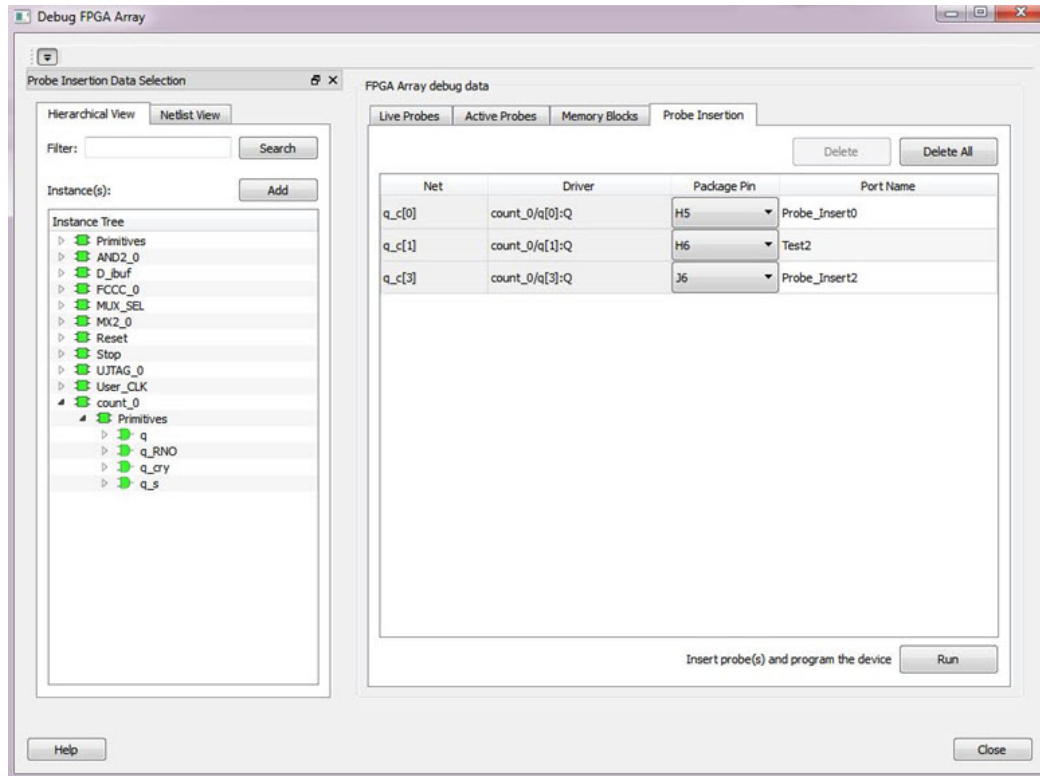 Debug FPGA Array
Probe Insertion Data Selection
Hierarchical View Netlist View
Filter: Search
Instance(s): Add
Instance Tree
Primitives
AND2_0
D_ibuf
FCCC_0
MUX_SEL
MX2_0
Reset
Stop
UJTAG_0
User_CLK
count_0
Primitives
q
q_RNO
q_cry
q_s
FPGA Array debug data
Live Probes Active Probes Memory Blocks Probe Insertion
Delete Delete All
Net Driver Package Pin Port Name
q_c[0] count_0/q[0]:Q H5 Probe_Insert0
q_c[1] count_0/q[1]:Q H6 Test2
q_c[3] count_0/q[3]:Q J6 Probe_Insert2
Insert probe(s) and program the device Run
Help Close